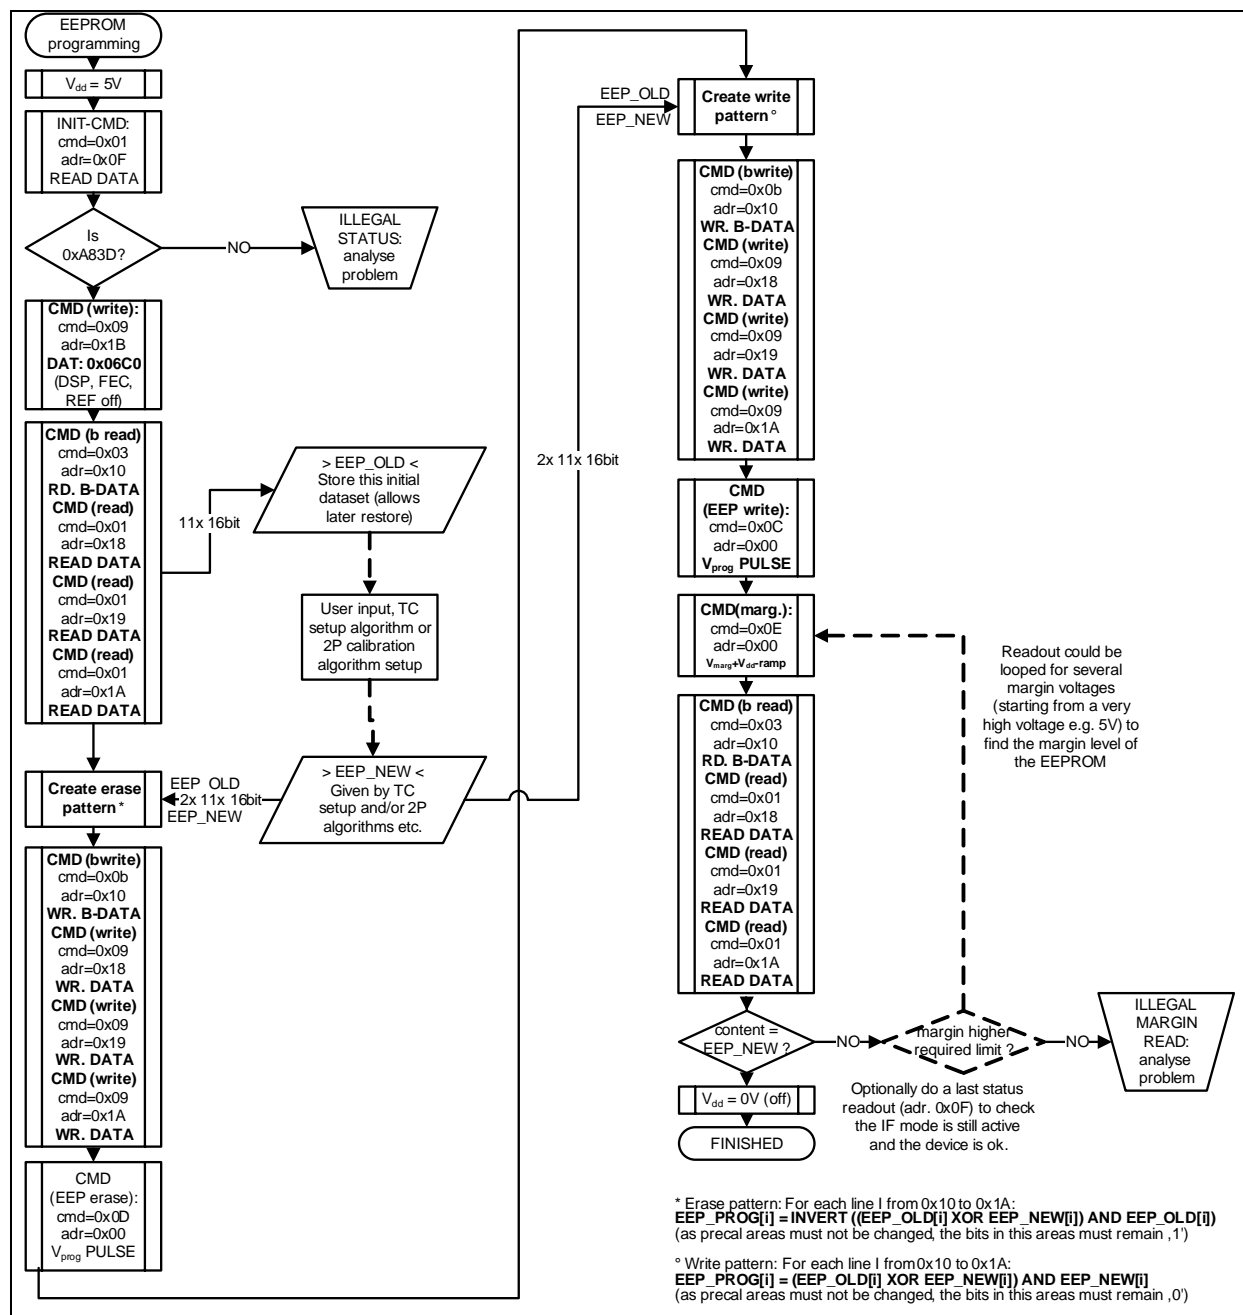 EEPROM
programming
V_dd = 5V
INIT-CMD:
cmd=0x01
adr=0x0F
READ DATA
Is
0xA83D?
NO
ILLEGAL
STATUS:
analyse
problem
CMD (write):
cmd=0x09
adr=0x1B
DAT: 0x06C0
(DSP, FEC,
REF off)
CMD (b read)
cmd=0x03
adr=0x10
RD. B-DATA
CMD (read)
cmd=0x01
adr=0x18
READ DATA
CMD (read)
cmd=0x01
adr=0x19
READ DATA
CMD (read)
cmd=0x01
adr=0x1A
READ DATA
11x 16bit
> EEP_OLD <
Store this initial
dataset (allows
later restore)
User input, TC
setup algorithm or
2P calibration
algorithm setup
> EEP_NEW <
Given by TC
setup and/or 2P
algorithms etc.
EEP_OLD
2x 11x 16bit
EEP_NEW
Create erase
pattern *
CMD (bwrite)
cmd=0x0b
adr=0x10
WR. B-DATA
CMD (write)
cmd=0x09
adr=0x18
WR. DATA
CMD (write)
cmd=0x09
adr=0x19
WR. DATA
CMD (write)
cmd=0x09
adr=0x1A
WR. DATA
CMD
(EEP erase):
cmd=0x0D
adr=0x00
V_prog PULSE
EEP_OLD
EEP_NEW
2x 11x 16bit
Create write
pattern °
CMD (bwrite)
cmd=0x0b
adr=0x10
WR. B-DATA
CMD (write)
cmd=0x09
adr=0x18
WR. DATA
CMD (write)
cmd=0x09
adr=0x19
WR. DATA
CMD (write)
cmd=0x09
adr=0x1A
WR. DATA
CMD
(EEP write):
cmd=0x0C
adr=0x00
V_prog PULSE
CMD(marg.):
cmd=0x0E
adr=0x00
V_marg+V_dd-ramp
CMD (b read)
cmd=0x03
adr=0x10
RD. B-DATA
CMD (read)
cmd=0x01
adr=0x18
READ DATA
CMD (read)
cmd=0x01
adr=0x19
READ DATA
CMD (read)
cmd=0x01
adr=0x1A
READ DATA
Readout could be
looped for several
margin voltages
(starting from a very
high voltage e.g. 5V) to
find the margin level of
the EEPROM
content =
EEP_NEW ?
NO
margin higher
required limit ?
NO
ILLEGAL
MARGIN
READ:
analyse
problem
V_dd = 0V (off)
FINISHED
Optionally do a last status
readout (adr. 0x0F) to check
the IF mode is still active
and the device is ok.
* Erase pattern: For each line I from 0x10 to 0x1A:
EEP_PROG[i] = INVERT ((EEP_OLD[i] XOR EEP_NEW[i]) AND EEP_OLD[i])
(as precal areas must not be changed, the bits in this areas must remain ‚1')
° Write pattern: For each line I from 0x10 to 0x1A:
EEP_PROG[i] = (EEP_OLD[i] XOR EEP_NEW[i]) AND EEP_NEW[i]
(as precal areas must not be changed, the bits in this areas must remain ‚0')